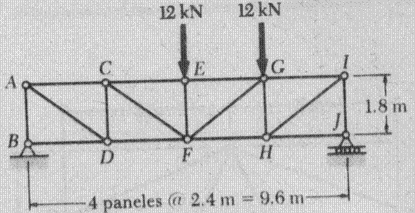 12 kN 12 kN
A C E G I
1.8 m
B D F H J
4 paneles @ 2.4 m = 9.6 m